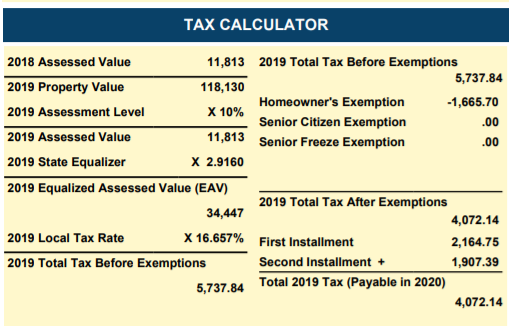 TAX CALCULATOR
2018 Assessed Value 11,813
2019 Property Value 118,130
2019 Assessment Level X 10%
2019 Assessed Value 11,813
2019 State Equalizer X 2.9160
2019 Equalized Assessed Value (EAV)
34,447
2019 Local Tax Rate X 16.657%
2019 Total Tax Before Exemptions
5,737.84
2019 Total Tax Before Exemptions
5,737.84
Homeowner's Exemption -1,665.70
Senior Citizen Exemption .00
Senior Freeze Exemption .00
2019 Total Tax After Exemptions
4,072.14
First Installment 2,164.75
Second Installment + 1,907.39
Total 2019 Tax (Payable in 2020)
4,072.14